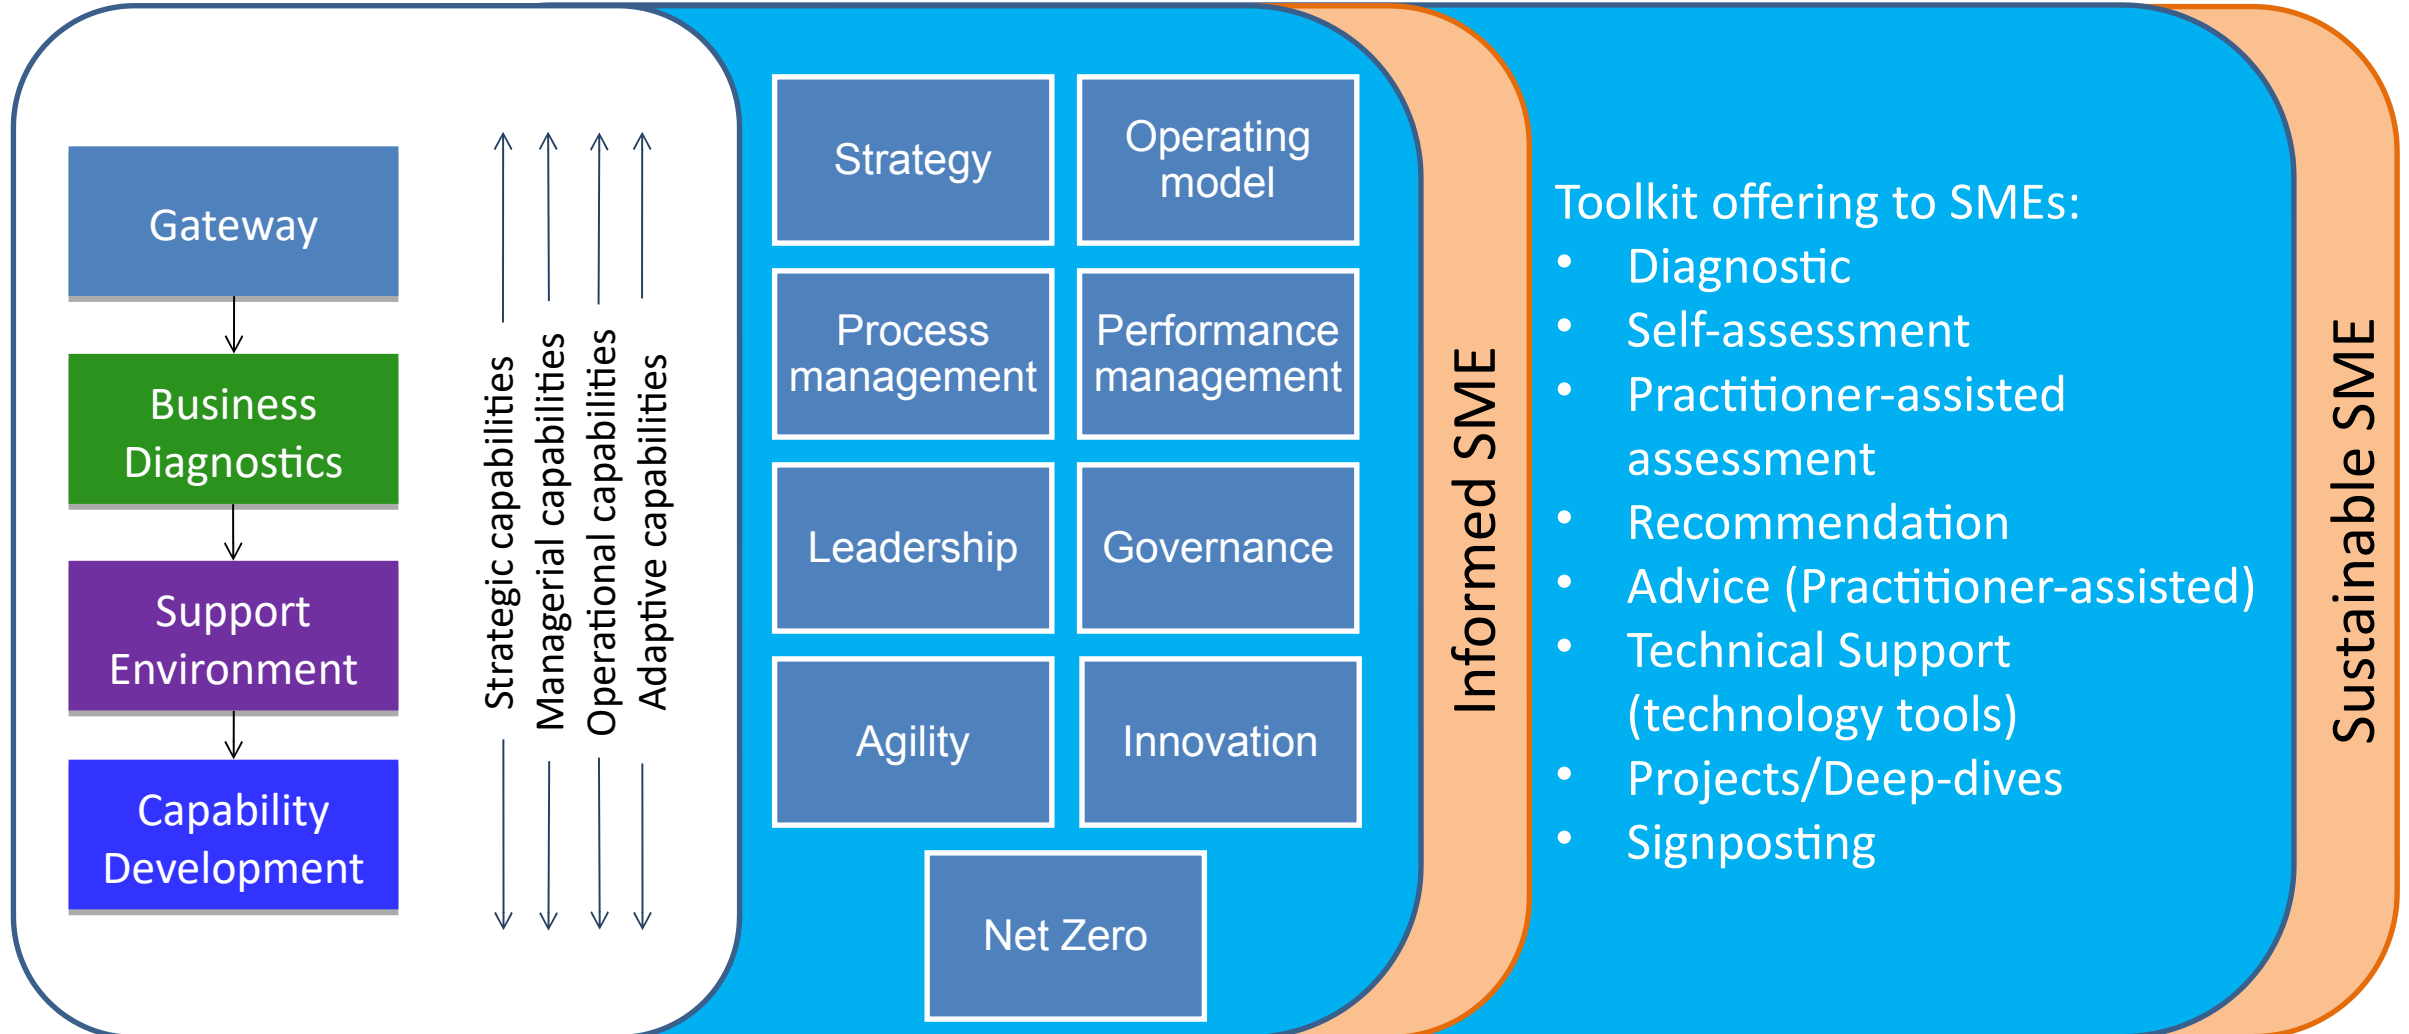 Gateway
Business
Diagnostics
Support
Environment
Capability
Development
Strategic capabilities
Managerial capabilities
Operational capabilities
Adaptive capabilities
Strategy
Operating
model
Process
management
Performance
management
Leadership
Governance
Agility
Innovation
Net Zero
Informed SME
Toolkit offering to SMEs:
• Diagnostic
• Self-assessment
• Practitioner-assisted
assessment
• Recommendation
• Advice (Practitioner-assisted)
• Technical Support
(technology tools)
• Projects/Deep-dives
• Signposting
Sustainable SME